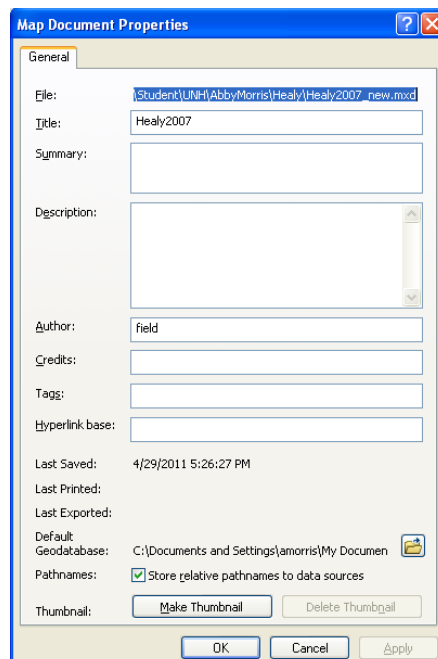 Map Document Properties
General
File: \Student\UNH\AbbyMorris\Healy\Healy2007_new.mxd
Title: Healy2007
Summary:
Description:
Author: field
Credits:
Tags:
Hyperlink base:
Last Saved: 4/29/2011 5:26:27 PM
Last Printed:
Last Exported:
Default
Geodatabase: C:\Documents and Settings\amorris\My Documen
Pathnames: Store relative pathnames to data sources
Thumbnail: Make Thumbnail Delete Thumbnail
OK Cancel Apply